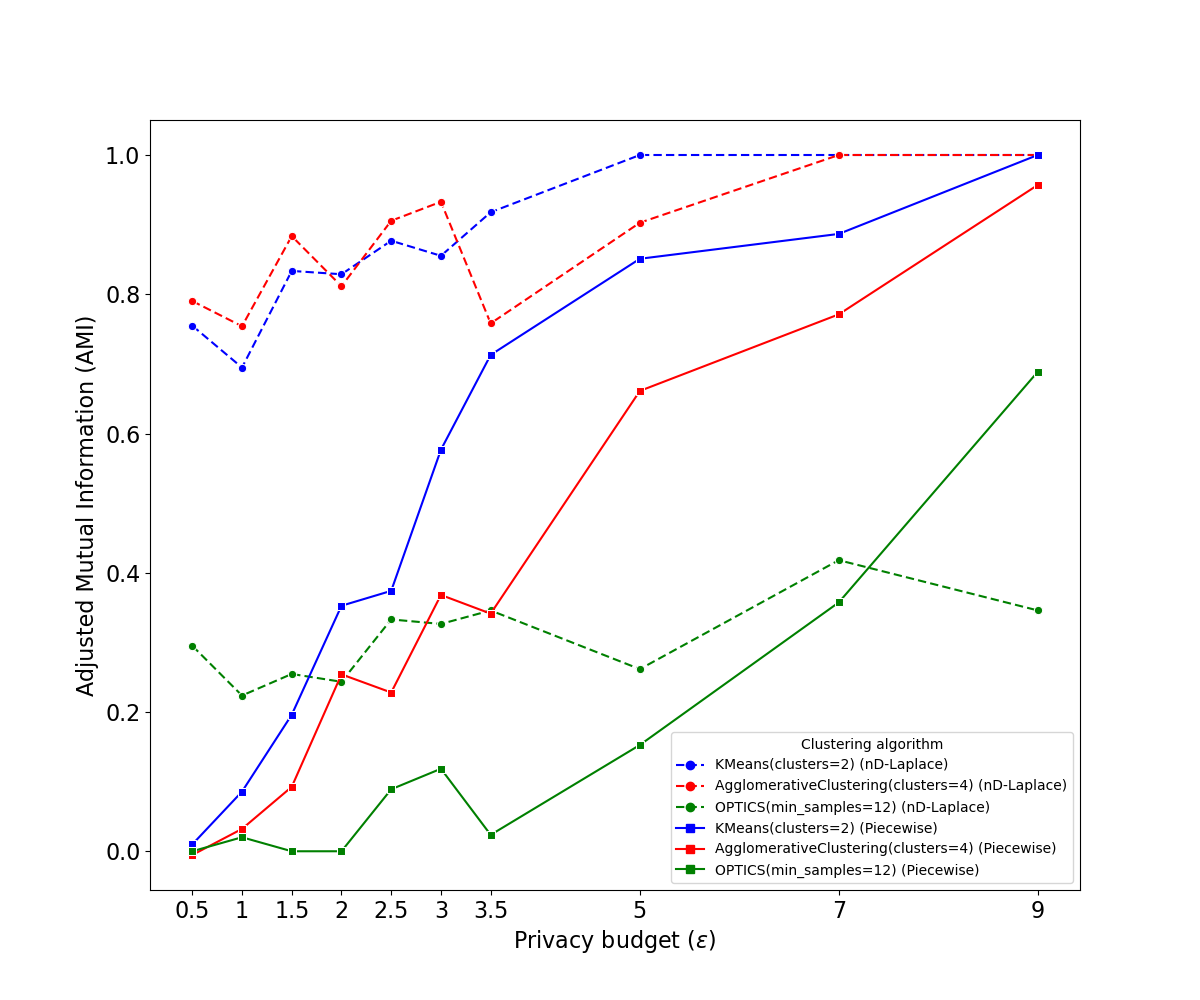 1.0
0.8
0.6
0.4
0.2
0.0
Adjusted Mutual Information (AMI)
Clustering algorithm
KMeans(clusters=2) (nD-Laplace)
AgglomerativeClustering(clusters=4) (nD-Laplace)
OPTICS(min_samples=12) (nD-Laplace)
KMeans(clusters=2) (Piecewise)
AgglomerativeClustering(clusters=4) (Piecewise)
OPTICS(min_samples=12) (Piecewise)
0.5 1 1.5 2 2.5 3 3.5 5 7 9
Privacy budget (ε)